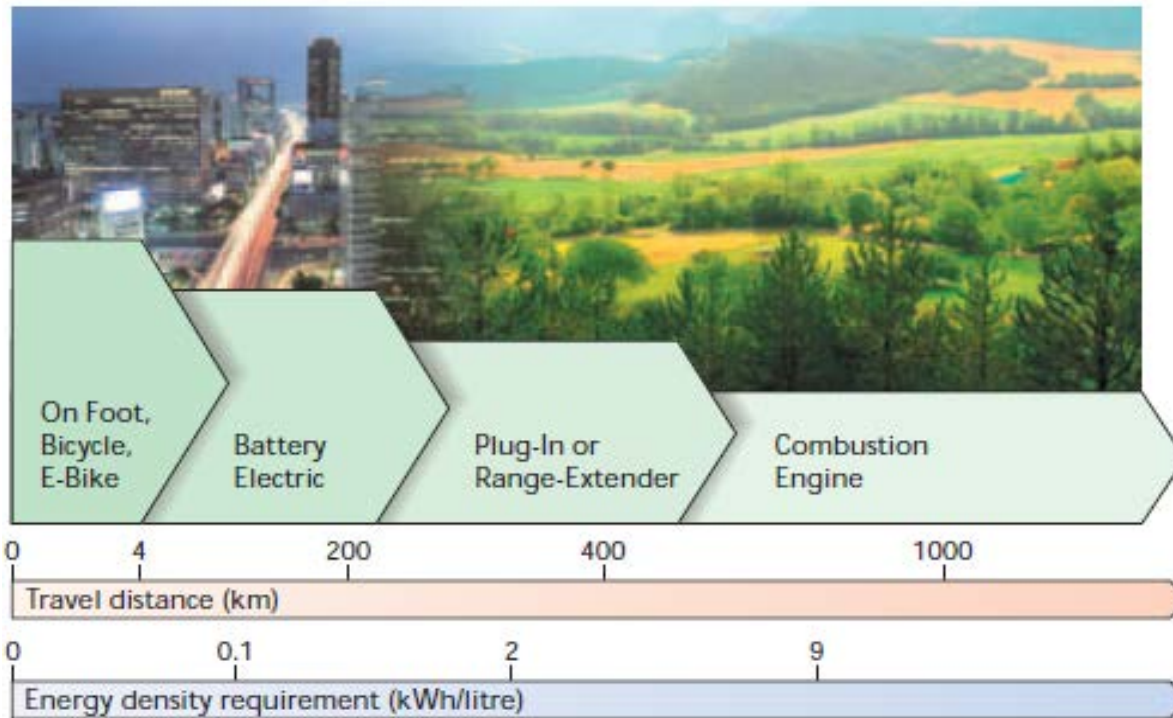 On Foot,
Bicycle,
E-Bike
Battery
Electric
Plug-In or
Range-Extender
Combustion
Engine
0 4 200 400 1000
Travel distance (km)
0 0.1 2 9
Energy density requirement (kWh/litre)